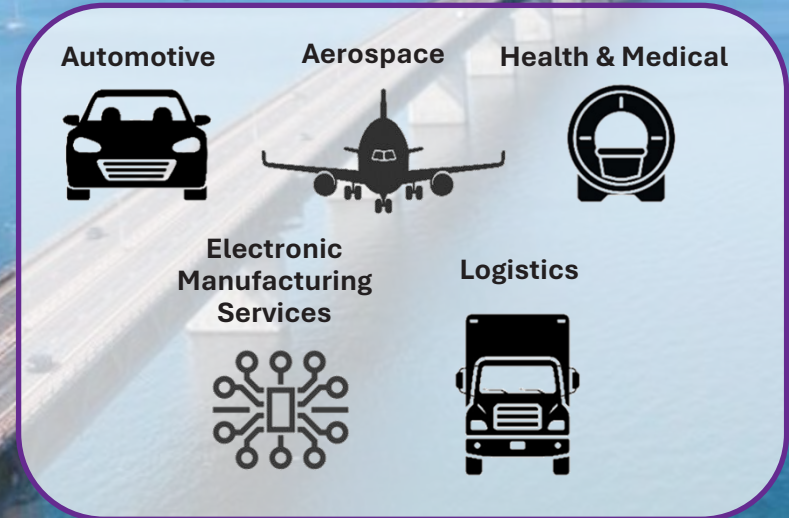 Automotive
Aerospace
Health & Medical
Electronic
Manufacturing
Services
Logistics